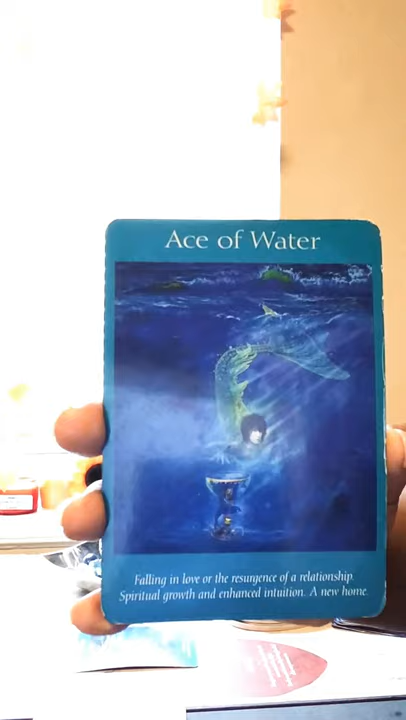 Ace of Water
Falling in love or the resurgence of a relationship.
Spiritual growth and enhanced intuition. A new home.